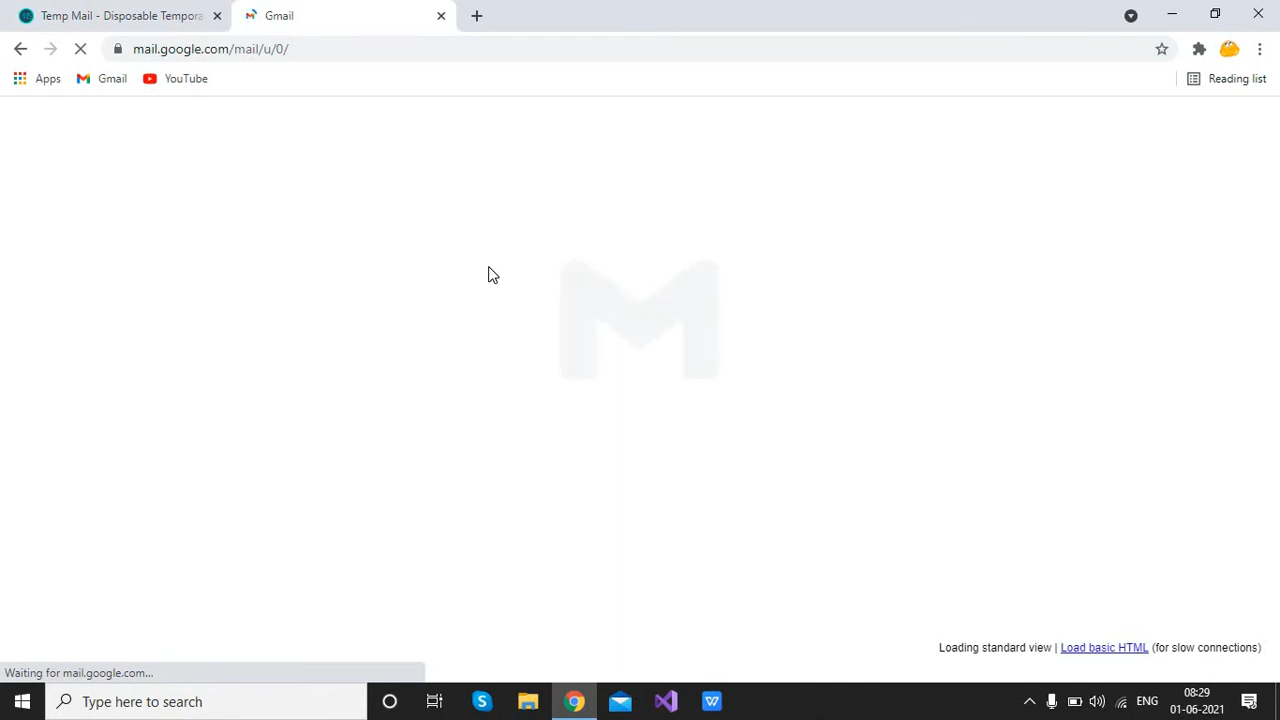 Temp Mail - Disposable Tempora
Gmail
mail.google.com/mail/u/0/
Apps
Gmail
YouTube
Reading list
Loading standard view | Load basic HTML (for slow connections)
Waiting for mail.google.com...
Type here to search
ENG
08:29
01-06-2021